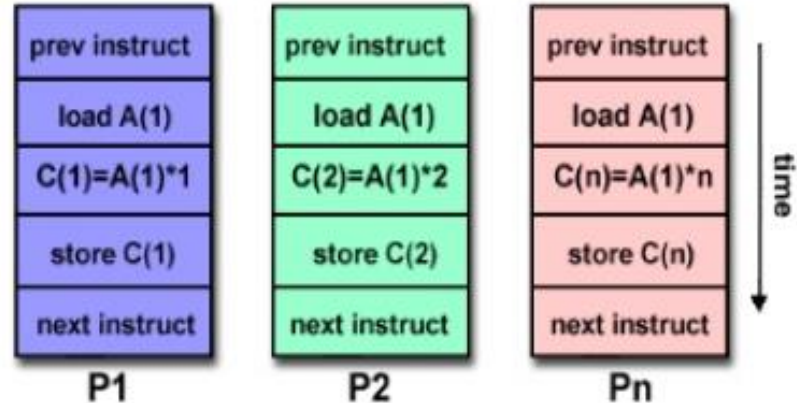 prev instruct
load A(1)
C(1)=A(1)*1
store C(1)
next instruct
P1
prev instruct
load A(1)
C(2)=A(1)*2
store C(2)
next instruct
P2
prev instruct
load A(1)
C(n)=A(1)*n
store C(n)
next instruct
Pn
time